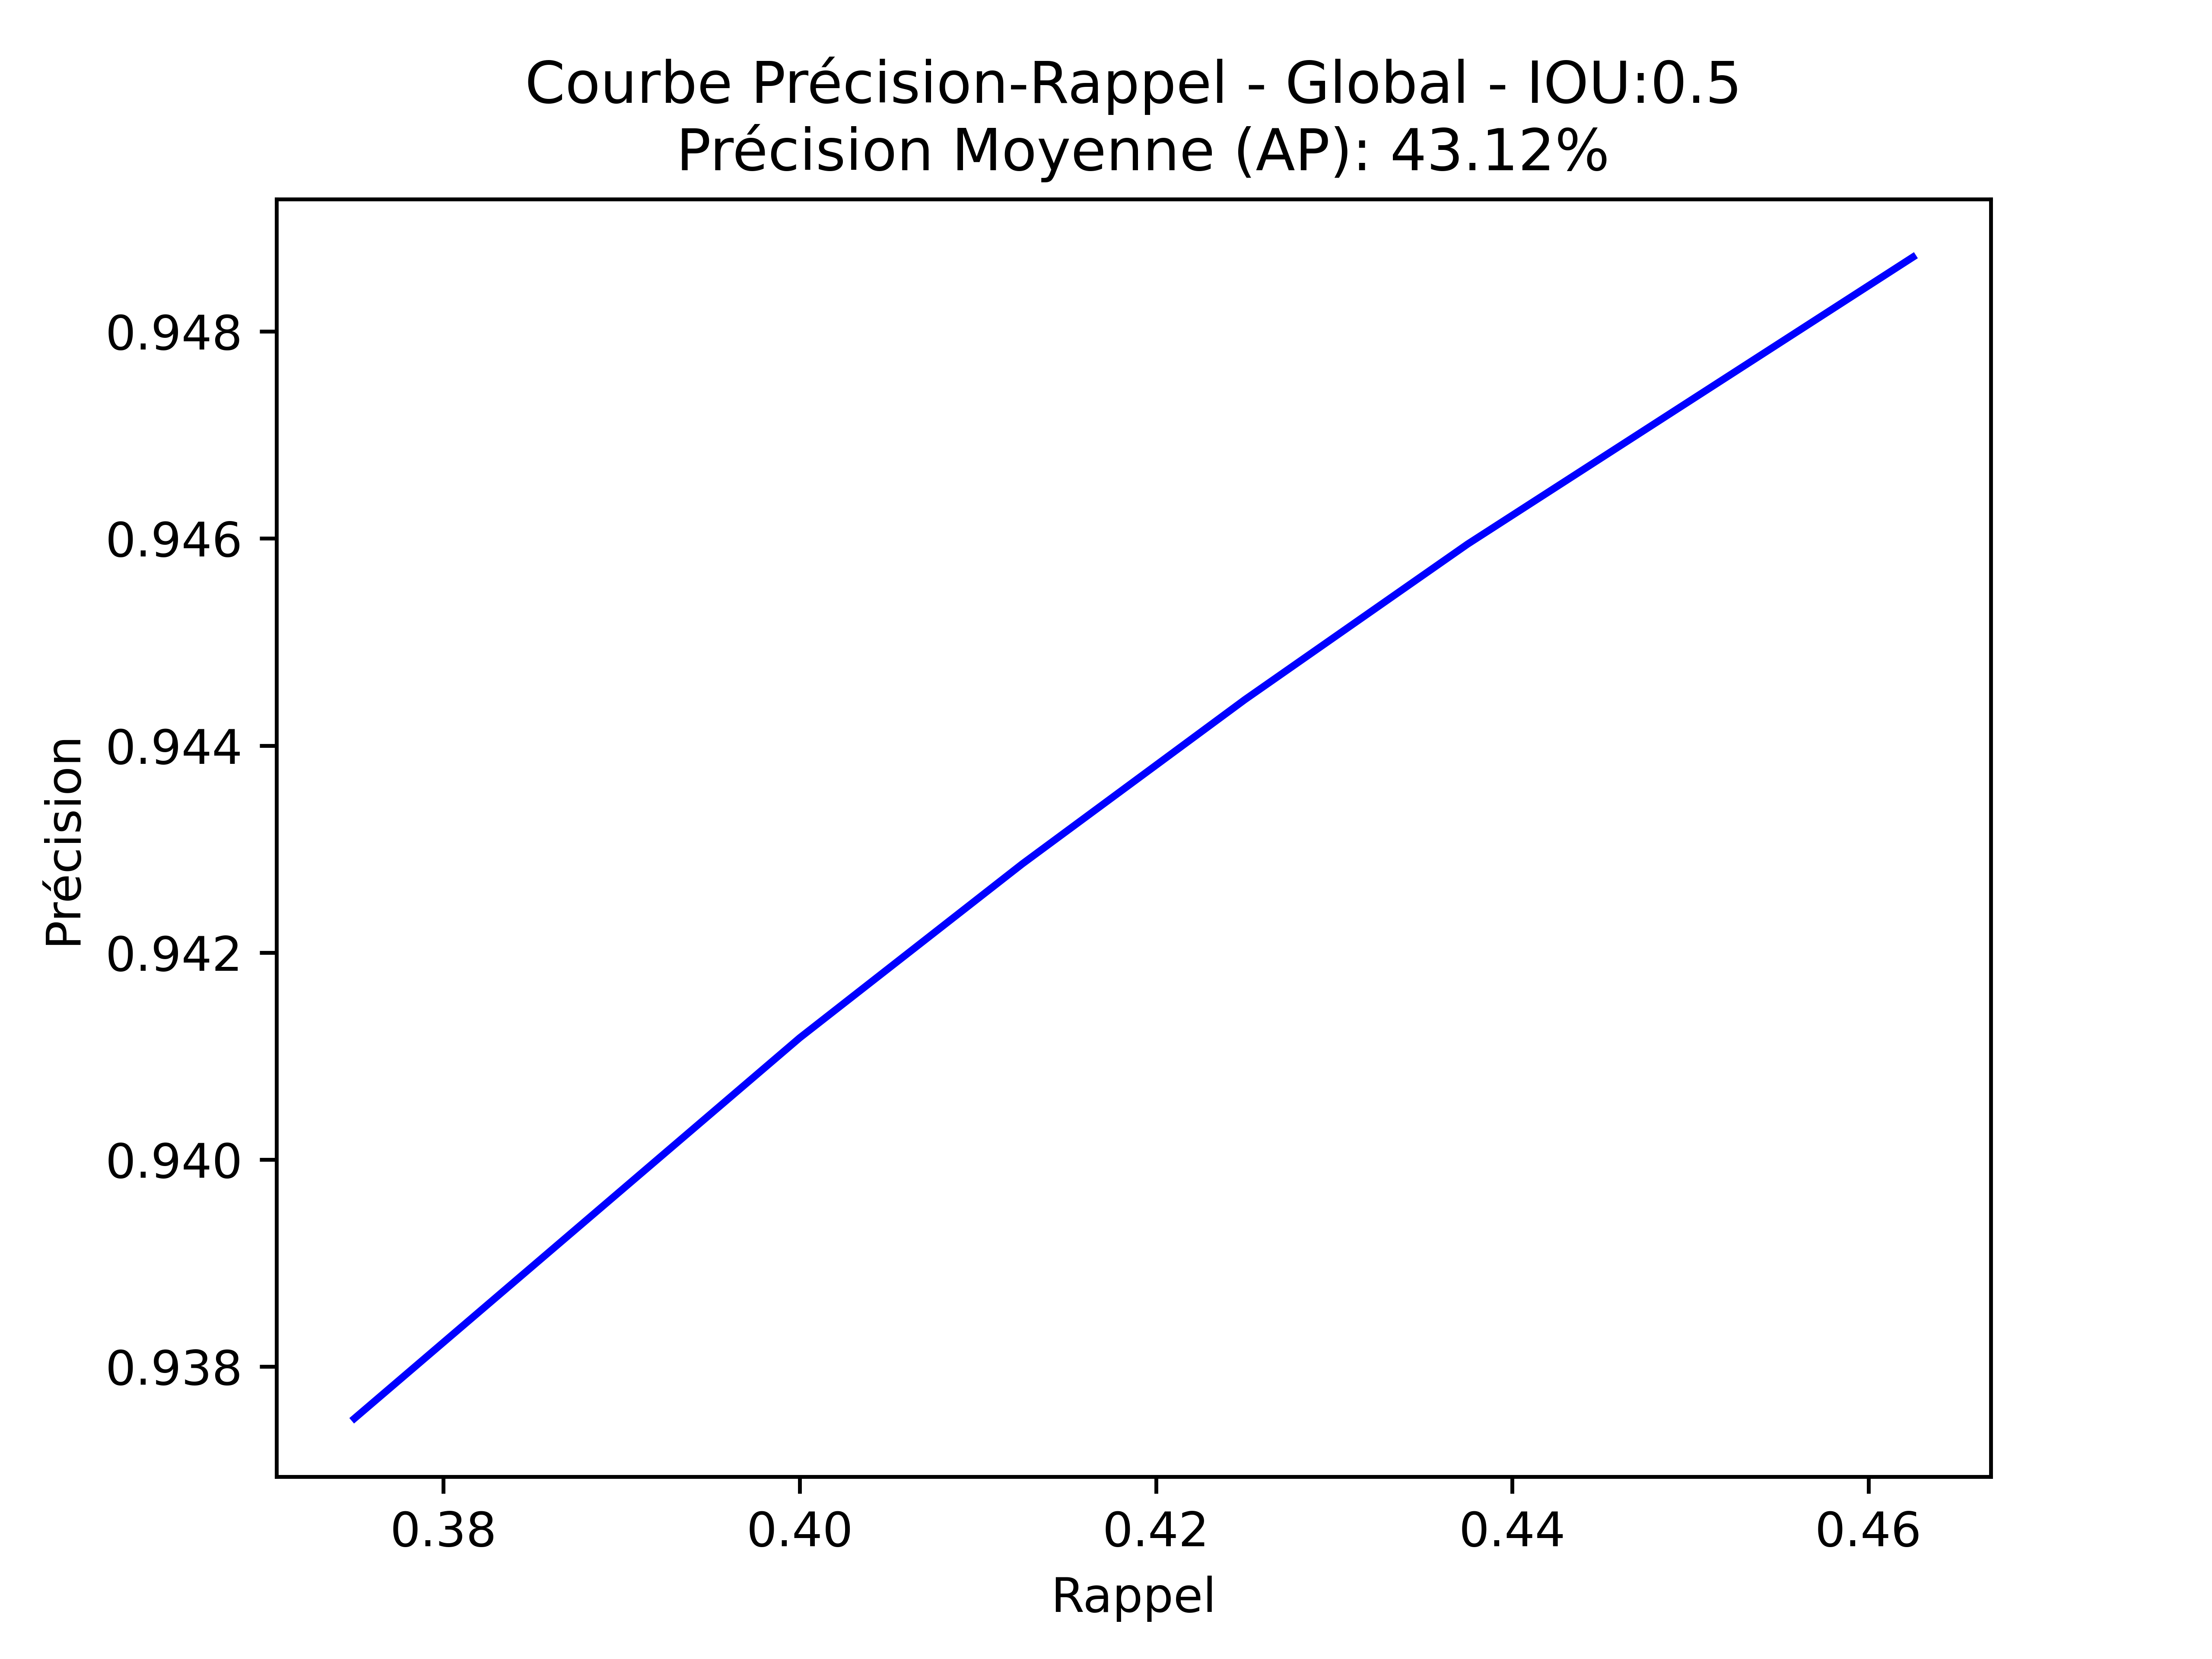 Courbe Précision-Rappel - Global - IOU:0.5
Précision Moyenne (AP): 43.12%
Précision
0.948
0.946
0.944
0.942
0.940
0.938
0.38 0.40 0.42 0.44 0.46
Rappel